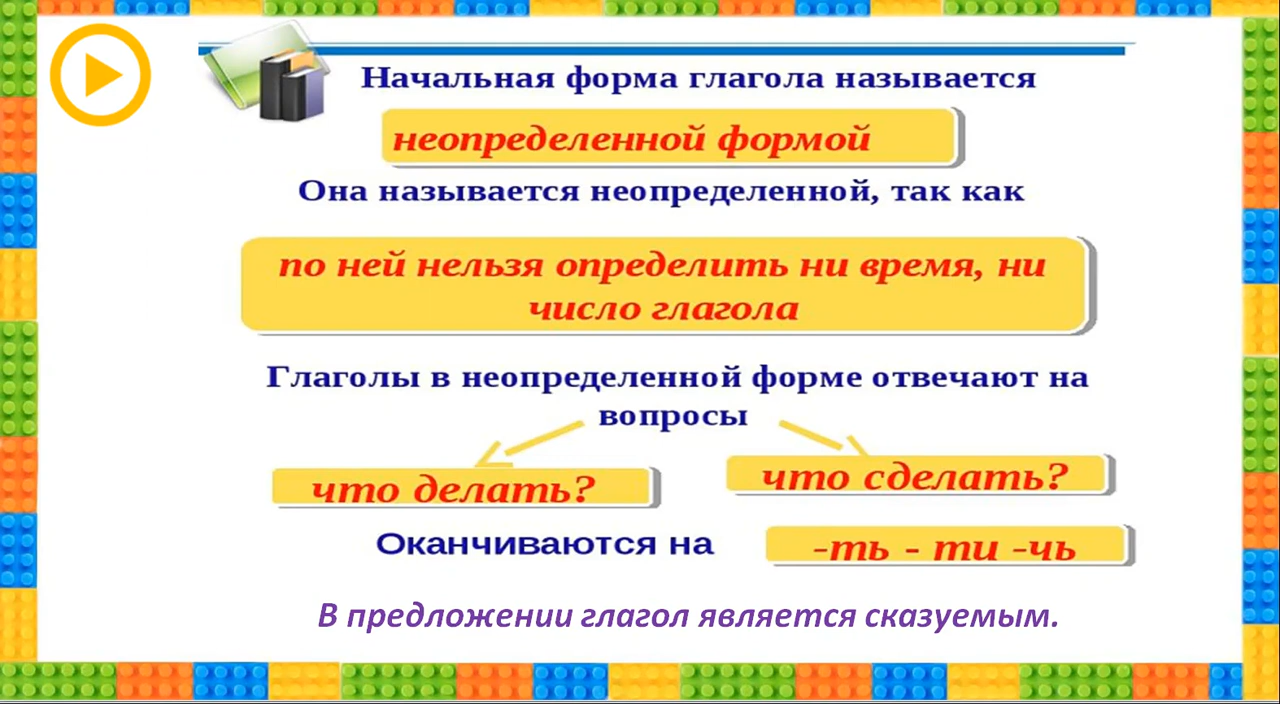 Начальная форма глагола называется
неопределенной формой
Она называется неопределенной, так как
по ней нельзя определить ни время, ни
число глагола
Глаголы в неопределенной форме отвечают на
вопросы
что делать?
что сделать?
Оканчиваются на
-ть - ти -чь
В предложении глагол является сказуемым.